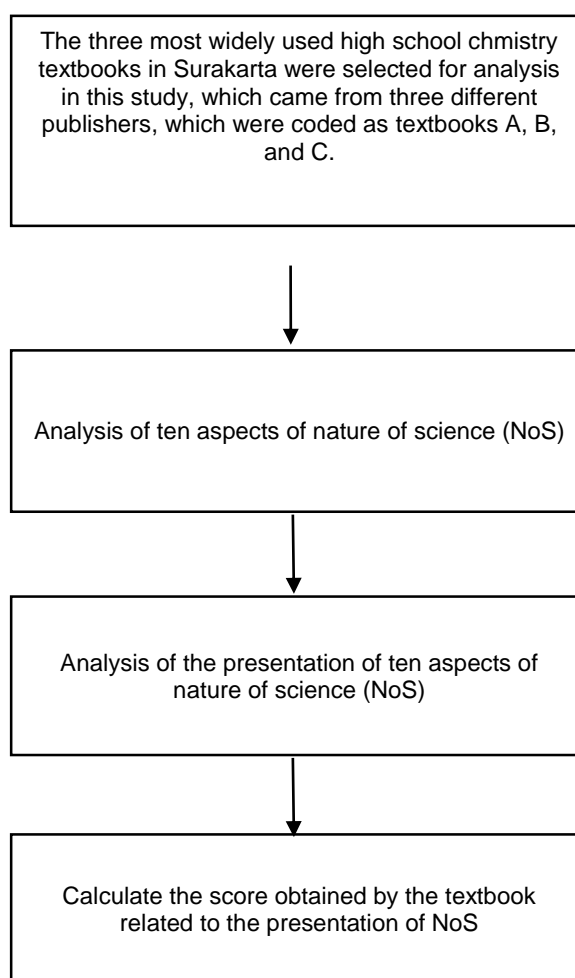 The three most widely used high school chmistry
textbooks in Surakarta were selected for analysis
in this study, which came from three different
publishers, which were coded as textbooks A, B,
and C.
Analysis of ten aspects of nature of science (NoS)
Analysis of the presentation of ten aspects of
nature of science (NoS)
Calculate the score obtained by the textbook
related to the presentation of NoS